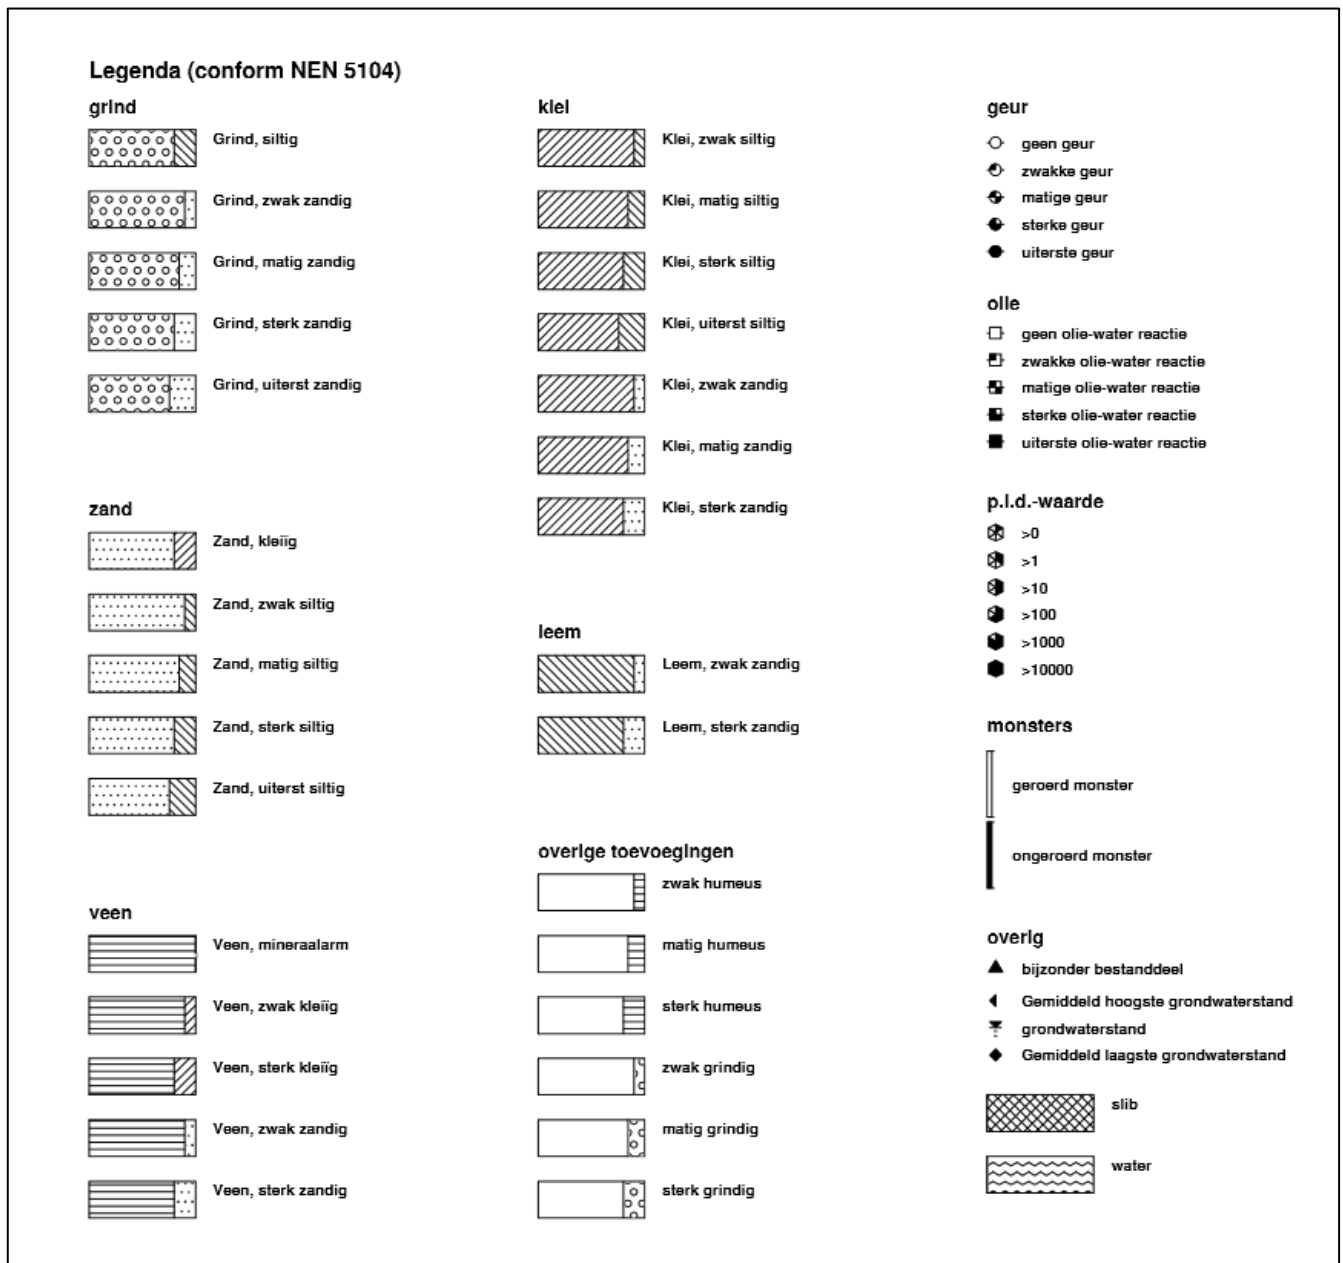 Legenda (conform NEN 5104)
grind
Grind, siltig
Grind, zwak zandig
Grind, matig zandig
Grind, sterk zandig
Grind, uiterst zandig
zand
Zand, kleiïg
Zand, zwak siltig
Zand, matig siltig
Zand, sterk siltig
Zand, uiterst siltig
veen
Veen, mineraalarm
Veen, zwak kleiïg
Veen, sterk kleiïg
Veen, zwak zandig
Veen, sterk zandig
klei
Klei, zwak siltig
Klei, matig siltig
Klei, sterk siltig
Klei, uiterst siltig
Klei, zwak zandig
Klei, matig zandig
Klei, sterk zandig
leem
Leem, zwak zandig
Leem, sterk zandig
overige toevoegingen
zwak humeus
matig humeus
sterk humeus
zwak grindig
matig grindig
sterk grindig
geur
geen geur
zwakke geur
matige geur
sterke geur
uiterste geur
olie
geen olie-water reactie
zwakke olie-water reactie
matige olie-water reactie
sterke olie-water reactie
uiterste olie-water reactie
p.i.d.-waarde
>0
>1
>10
>100
>1000
>10000
monsters
geroerd monster
ongeroerd monster
overig
bijzonder bestanddeel
Gemiddeld hoogste grondwaterstand
grondwaterstand
Gemiddeld laagste grondwaterstand
slib
water